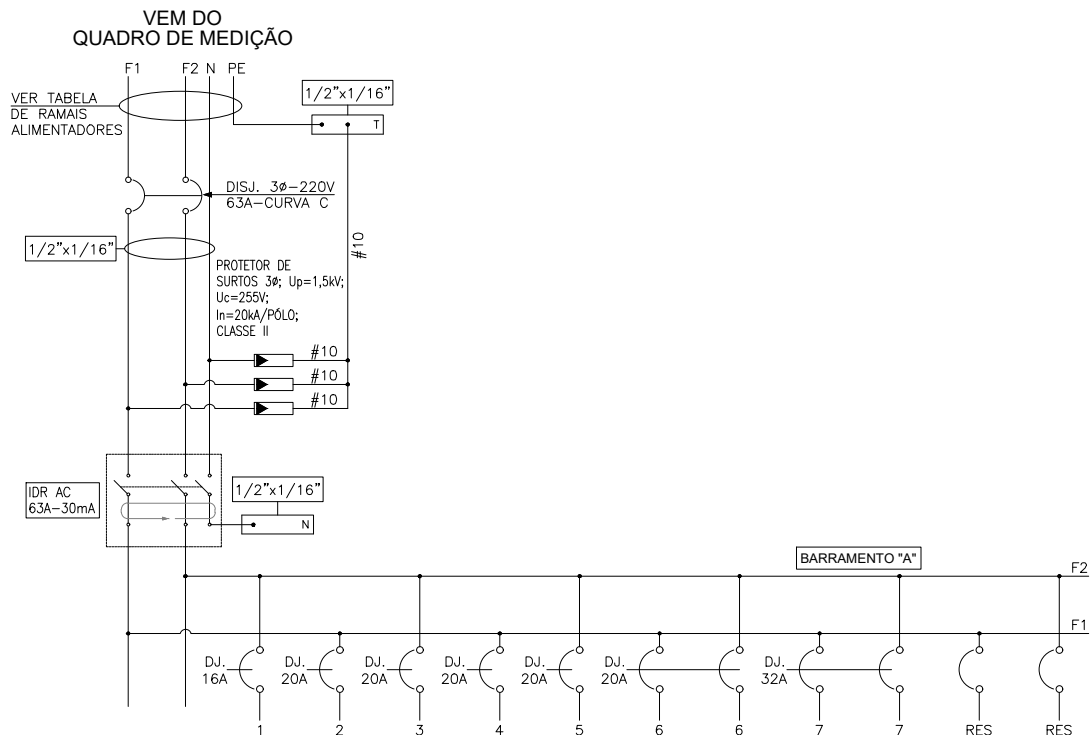 VEM DO
QUADRO DE MEDIÇÃO
F1 F2 N PE
VER TABELA
DE RAMAIS
ALIMENTADORES
1/2"x1/16"
T
DISJ. 3ø-220V
63A-CURVA C
1/2"x1/16"
#10
PROTETOR DE
SURTOS 3ø; Up=1,5kV;
Uc=255V;
In=20kA/PÓLO;
CLASSE II
#10
#10
#10
IDR AC
63A-30mA
1/2"x1/16"
N
BARRAMENTO "A"
F2
F1
DJ.
16A
DJ.
20A
DJ.
20A
DJ.
20A
DJ.
20A
DJ.
20A
DJ.
32A
1 2 3 4 5 6 6 7 7 RES RES